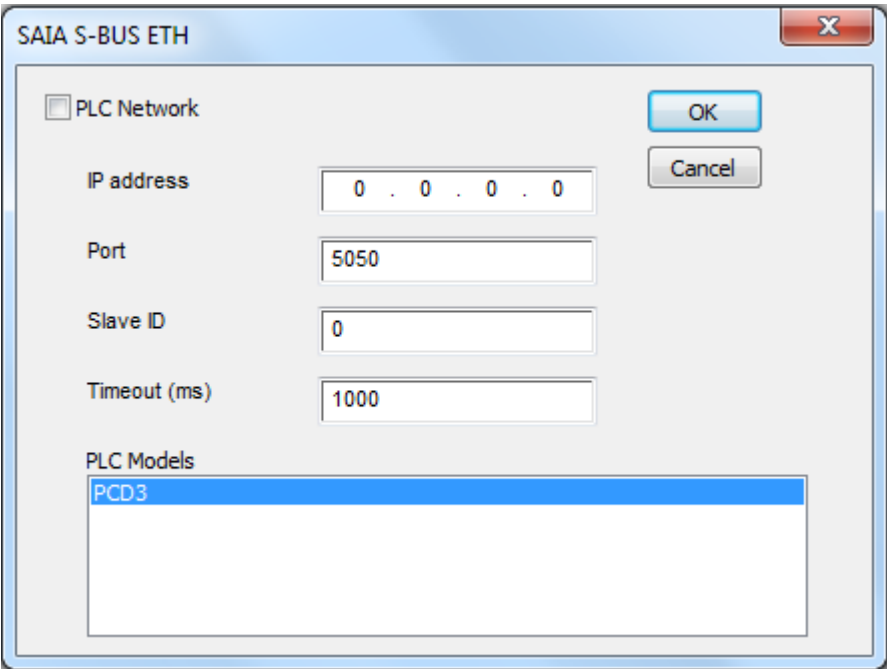 SAIA S-BUS ETH
PLC Network
OK
Cancel
IP address
0 . 0 . 0 . 0
Port
5050
Slave ID
0
Timeout (ms)
1000
PLC Models
PCD3